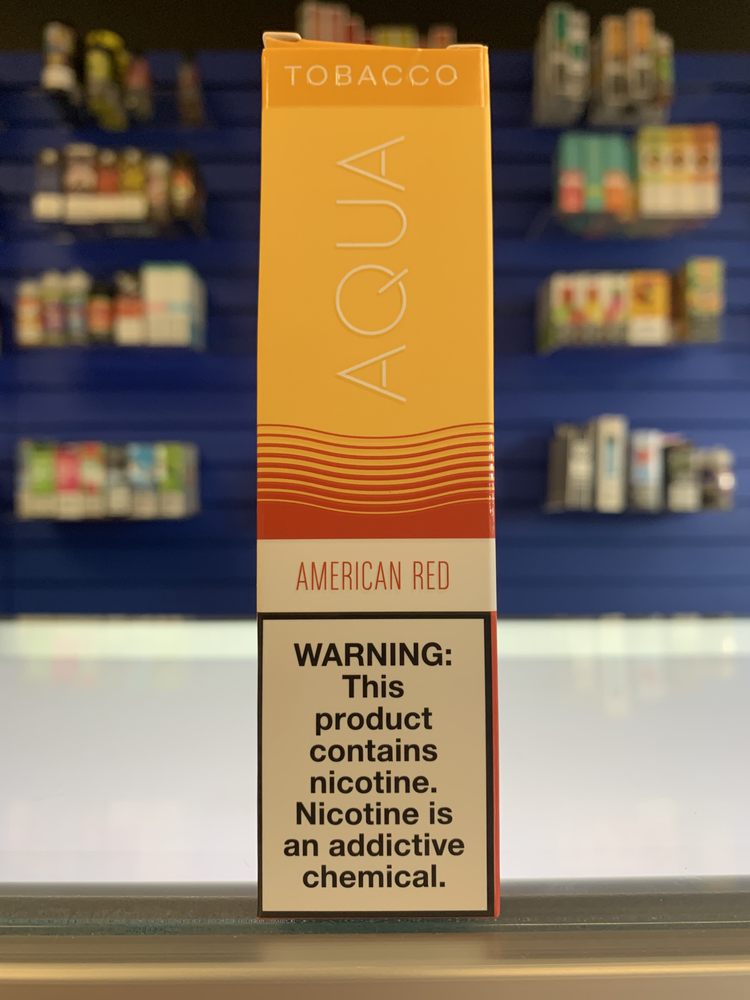 TOBACCO
AQUA
AMERICAN RED
WARNING:
This
product
contains
nicotine.
Nicotine is
an addictive
chemical.